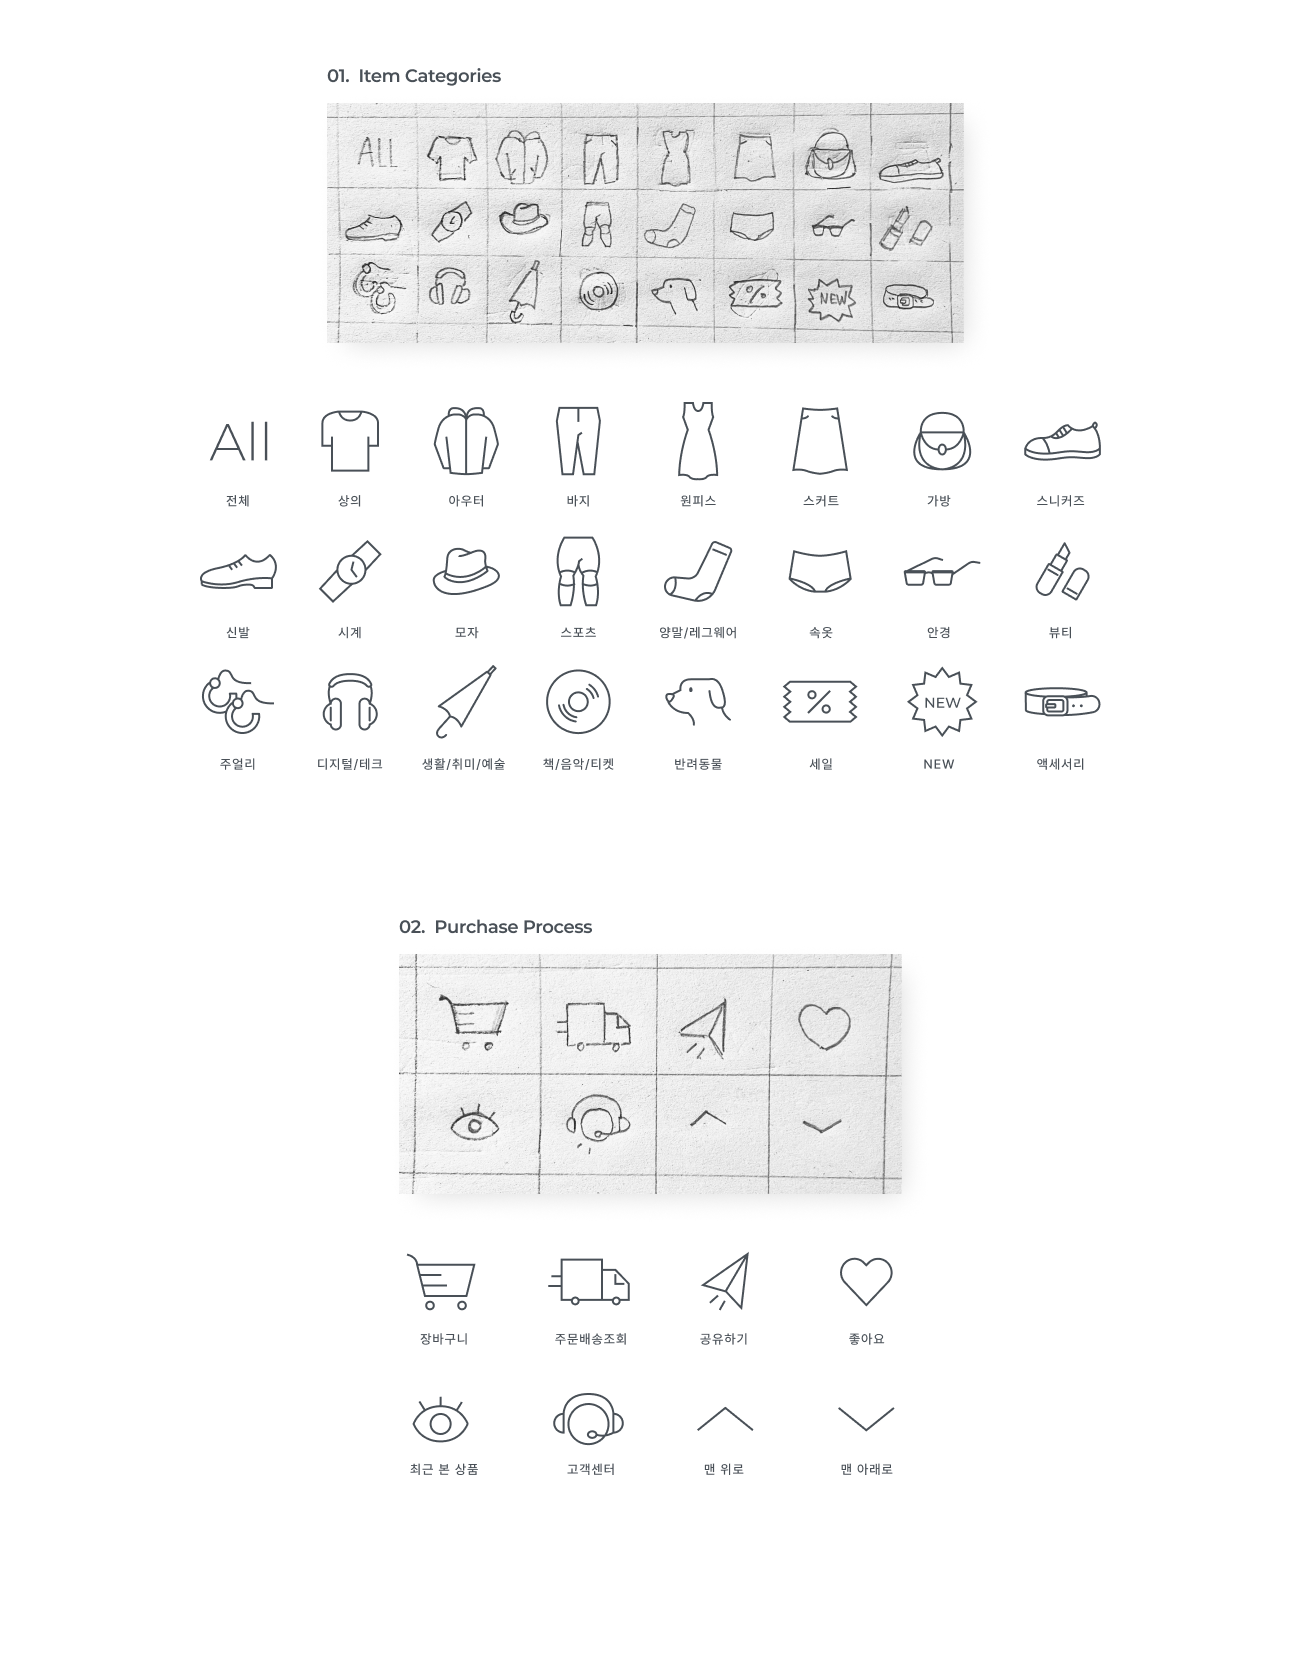 01. Item Categories
ALL
NEW
All
전체 상의 아우터 바지 원피스 스커트 가방 스니커즈
신발 시계 모자 스포츠 양말/레그웨어 속옷 안경 뷰티
%
NEW
주얼리 디지털/테크 생활/취미/예술 책/음악/티켓 반려동물 세일 NEW 액세서리
02. Purchase Process
장바구니 주문배송조회 공유하기 좋아요
최근 본 상품 고객센터 맨 위로 맨 아래로